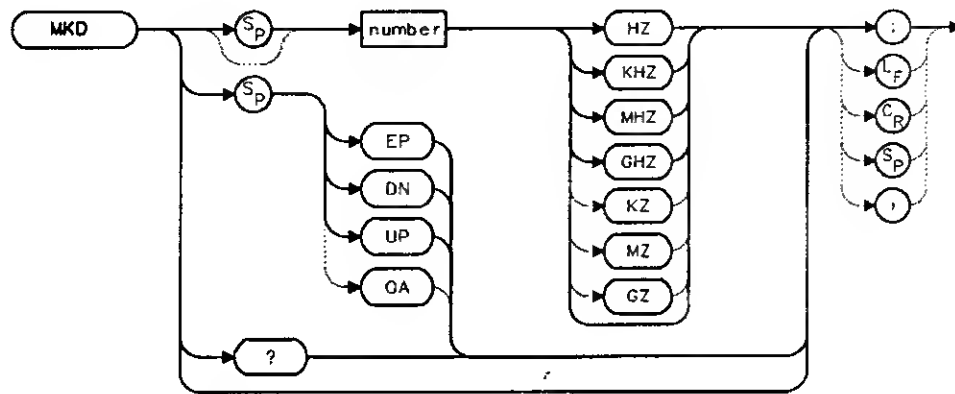 MKD SP number HZ ;
KHZ LF
SP MHZ CR
EP GHZ SP
DN KZ ,
UP MZ
OA GZ
?